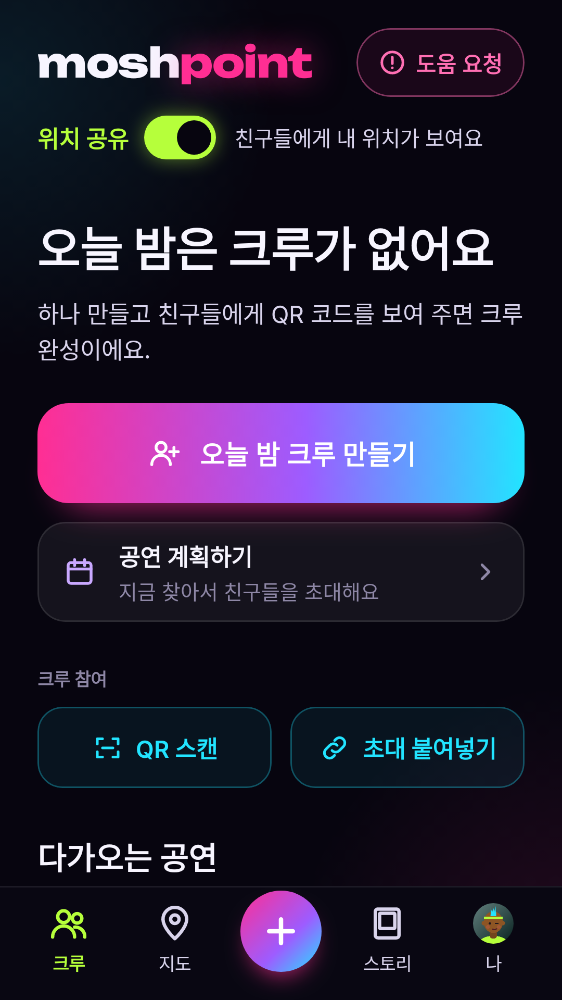 moshpoint
도움 요청
위치 공유
친구들에게 내 위치가 보여요
오늘 밤은 크루가 없어요
하나 만들고 친구들에게 QR 코드를 보여 주면 크루
완성이에요.
오늘 밤 크루 만들기
공연 계획하기
지금 찾아서 친구들을 초대해요
크루 참여
QR 스캔
초대 붙여넣기
다가오는 공연
크루
지도
스토리
나